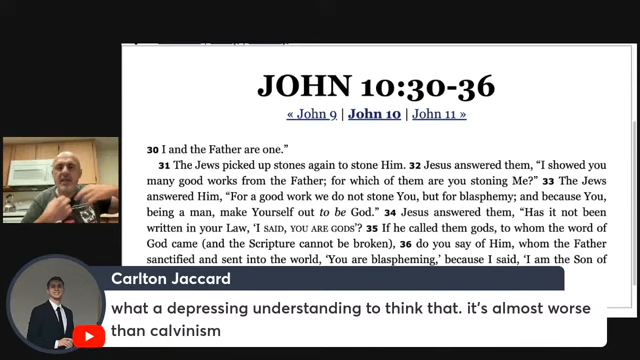 JOHN 10:30-36
« John 9 | John 10 | John 11 »
30 I and the Father are one.”
31 The Jews picked up stones again to stone Him. 32 Jesus answered them, “I showed you
many good works from the Father; for which of them are you stoning Me?” 33 The Jews
answered Him, “For a good work we do not stone You, but for blasphemy; and because You,
being a man, make Yourself out to be God.” 34 Jesus answered them, “Has it not been
written in your Law, ‘I SAID, YOU ARE GODS’? 35 If he called them gods, to whom the word of
God came (and the Scripture cannot be broken), 36 do you say of Him, whom the Father
sanctified and sent into the world, ‘You are blaspheming,’ because I said, ‘I am the Son of
Carlton Jaccard
what a depressing understanding to think that. it's almost worse
than calvinism